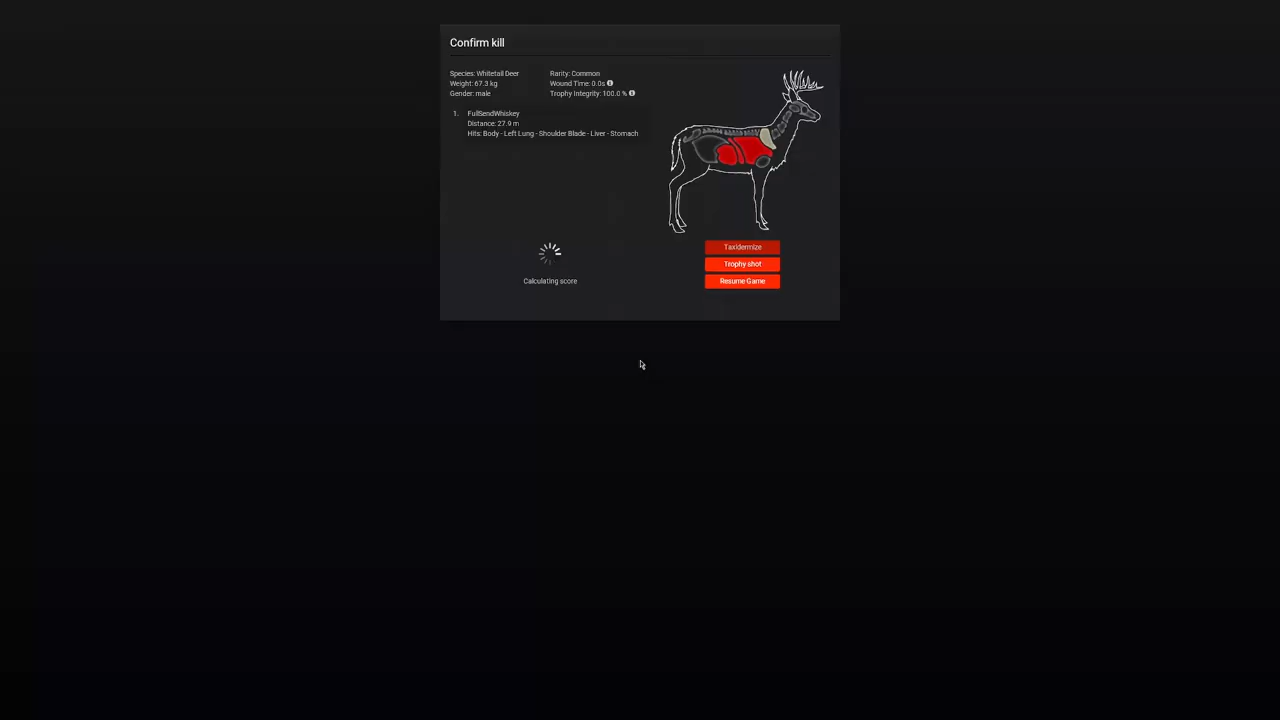 Confirm kill
Species: Whitetail Deer
Rarity: Common
Weight: 67.3 kg
Wound Time: 0.0s
Gender: male
Trophy Integrity: 100.0 %
1. FullSendWhiskey
Distance: 27.9 m
Hits: Body - Left Lung - Shoulder Blade - Liver - Stomach
Taxidermize
Trophy shot
Calculating score
Resume Game